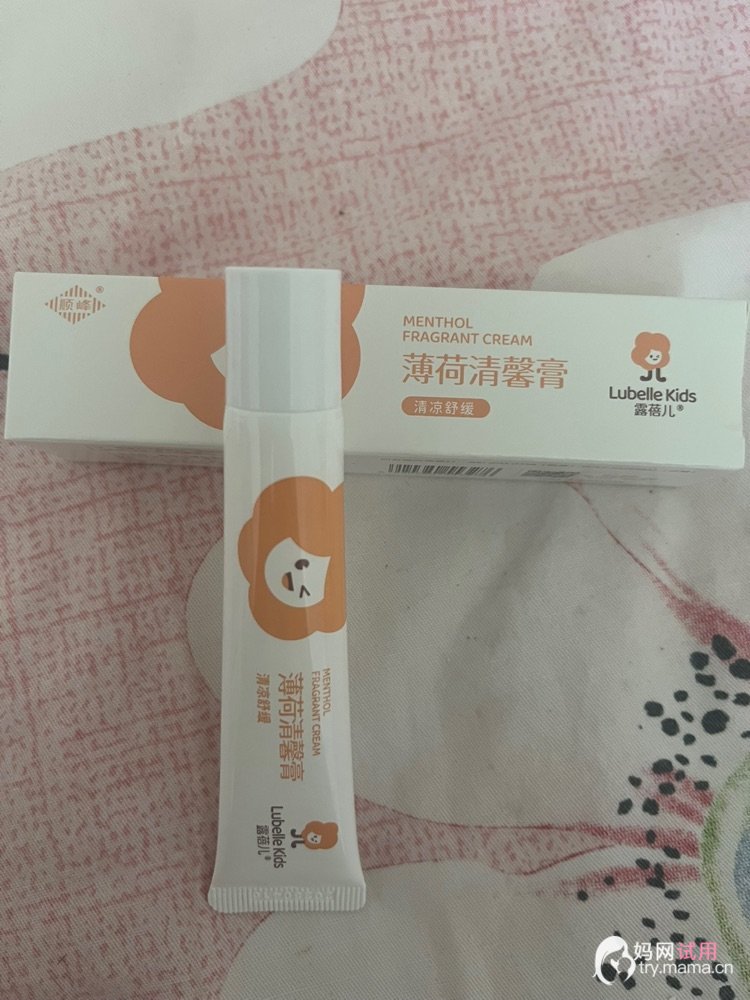 顺峰®
MENTHOL
FRAGRANT CREAM
薄荷清馨膏
清凉舒缓
Lubelle Kids
露蓓儿®
MENTHOL
FRAGRANT CREAM
薄荷清馨膏
清凉舒缓
Lubelle Kids
露蓓儿®
妈网试用
try.mama.cn